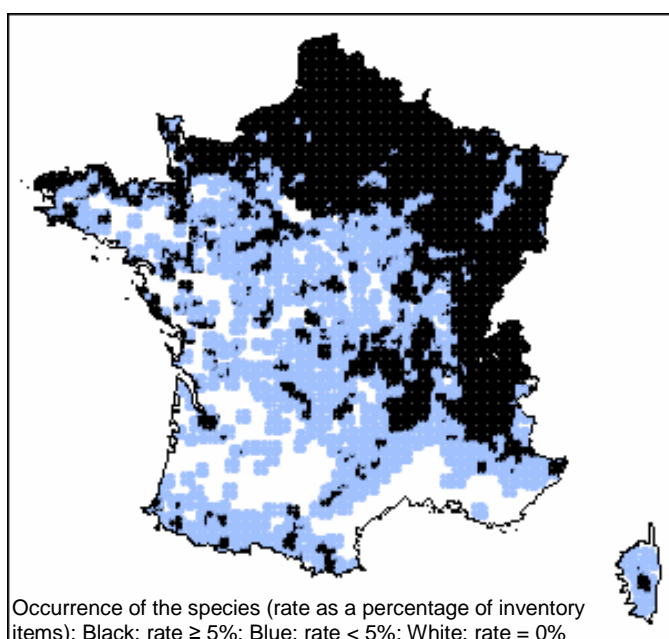 Occurrence of the species (rate as a percentage of inventory
items): Black: rate ≥ 5%; Blue: rate < 5%; White: rate = 0%